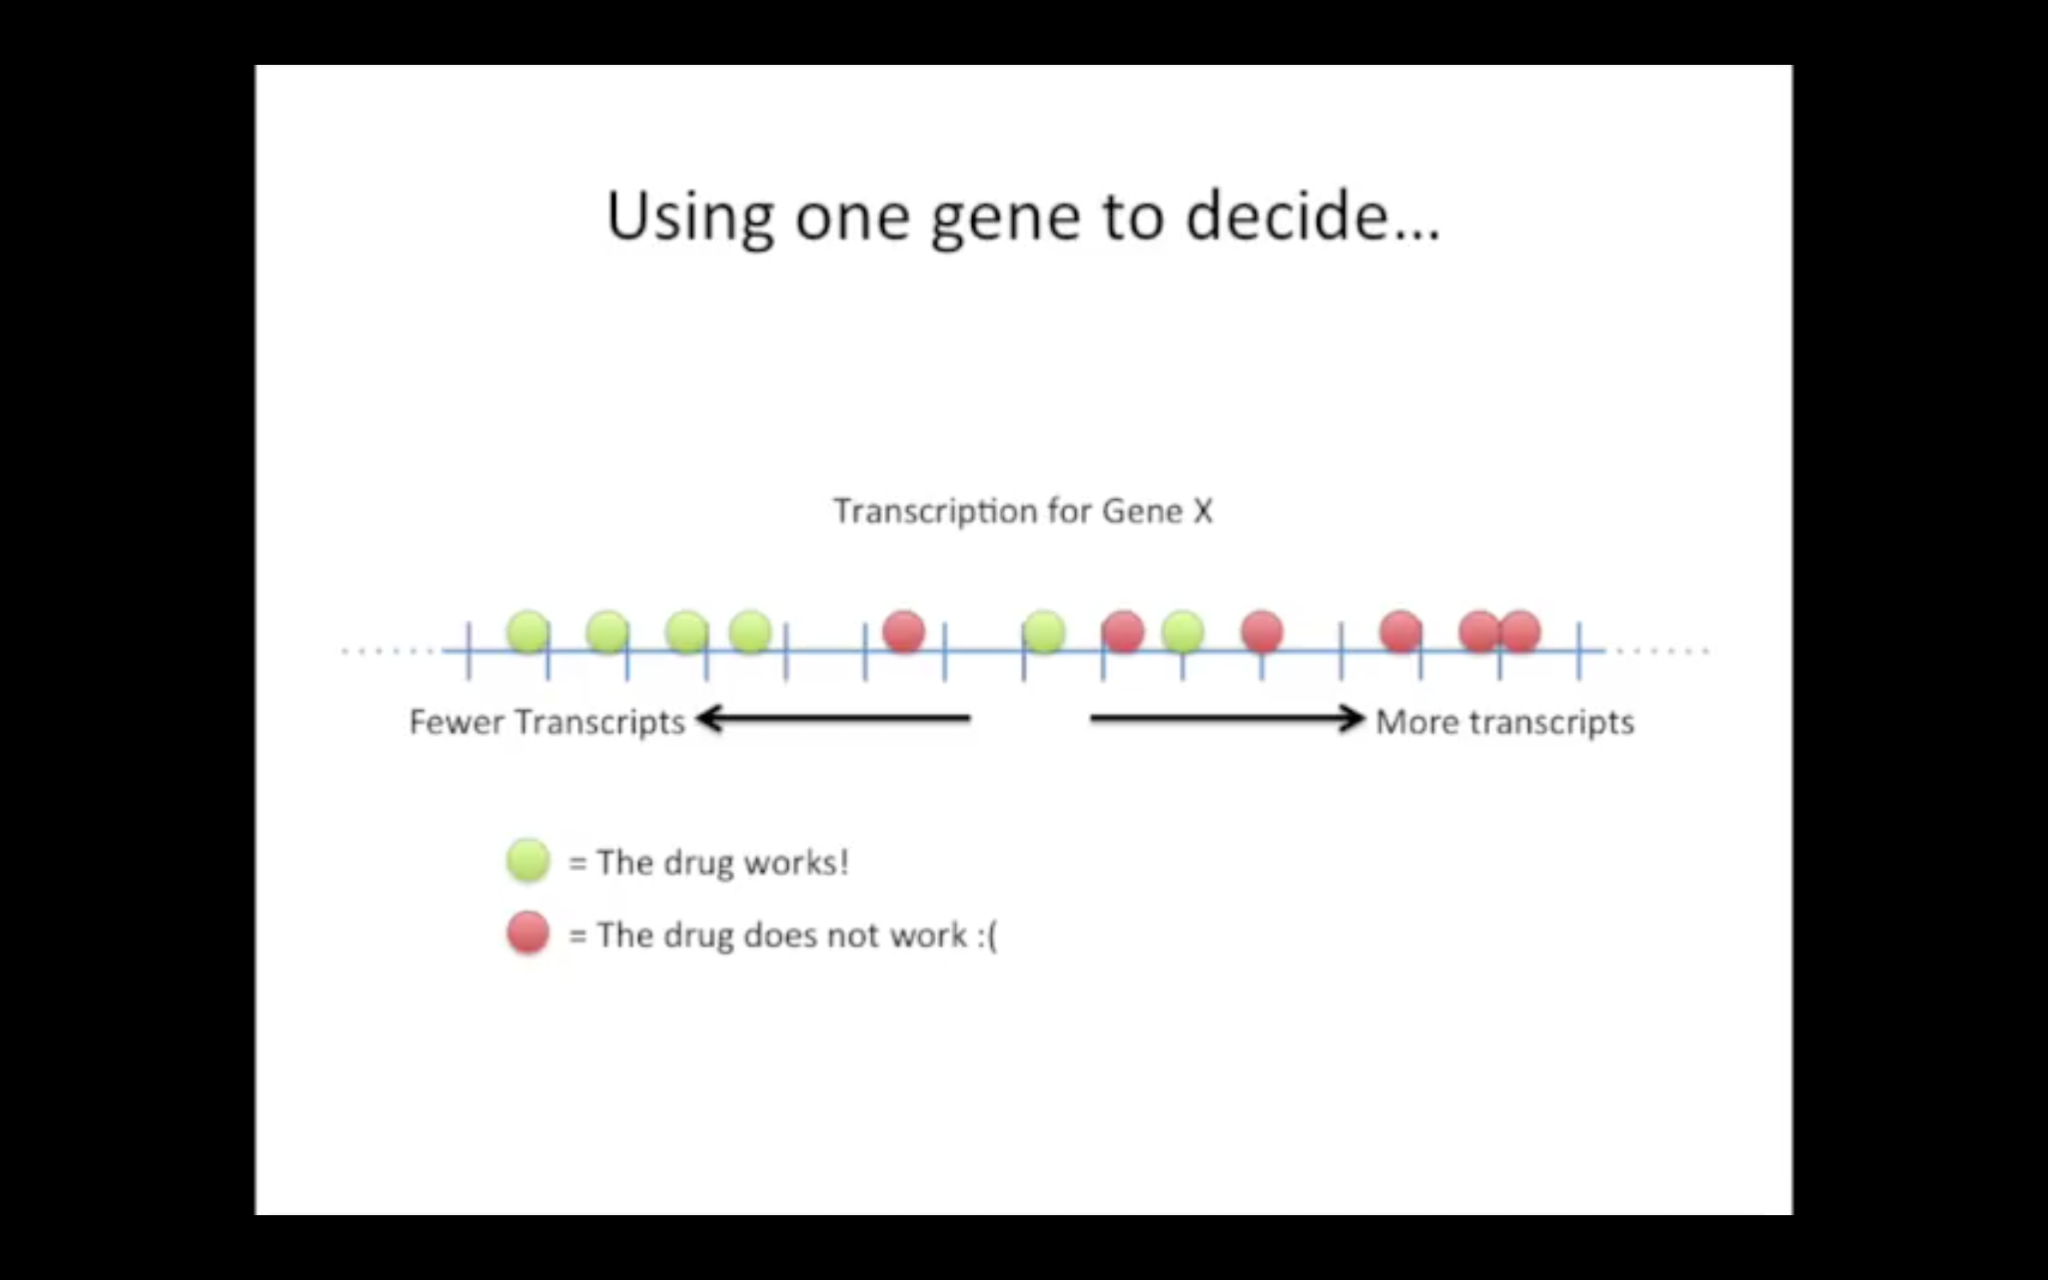 Using one gene to decide...
Transcription for Gene X
Fewer Transcripts
More transcripts
= The drug works!
= The drug does not work :(